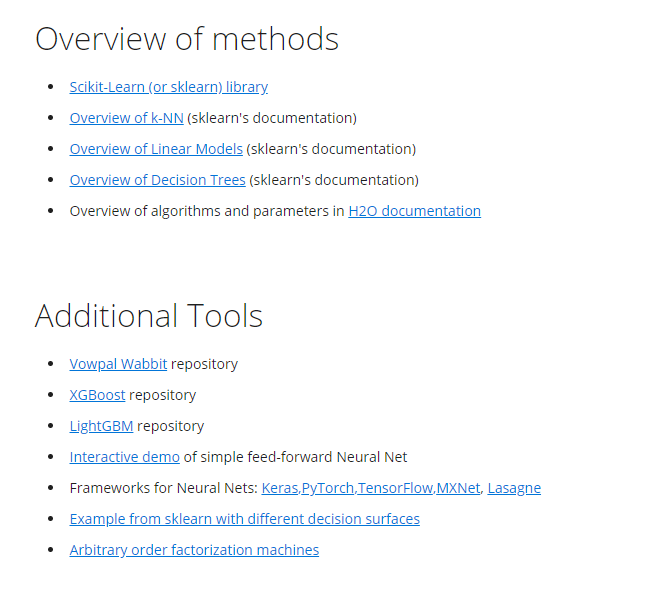 Overview of methods
Scikit-Learn (or sklearn) library
Overview of k-NN (sklearn's documentation)
Overview of Linear Models (sklearn's documentation)
Overview of Decision Trees (sklearn's documentation)
Overview of algorithms and parameters in H2O documentation
Additional Tools
Vowpal Wabbit repository
XGBoost repository
LightGBM repository
Interactive demo of simple feed-forward Neural Net
Frameworks for Neural Nets: Keras,PyTorch,TensorFlow,MXNet, Lasagne
Example from sklearn with different decision surfaces
Arbitrary order factorization machines